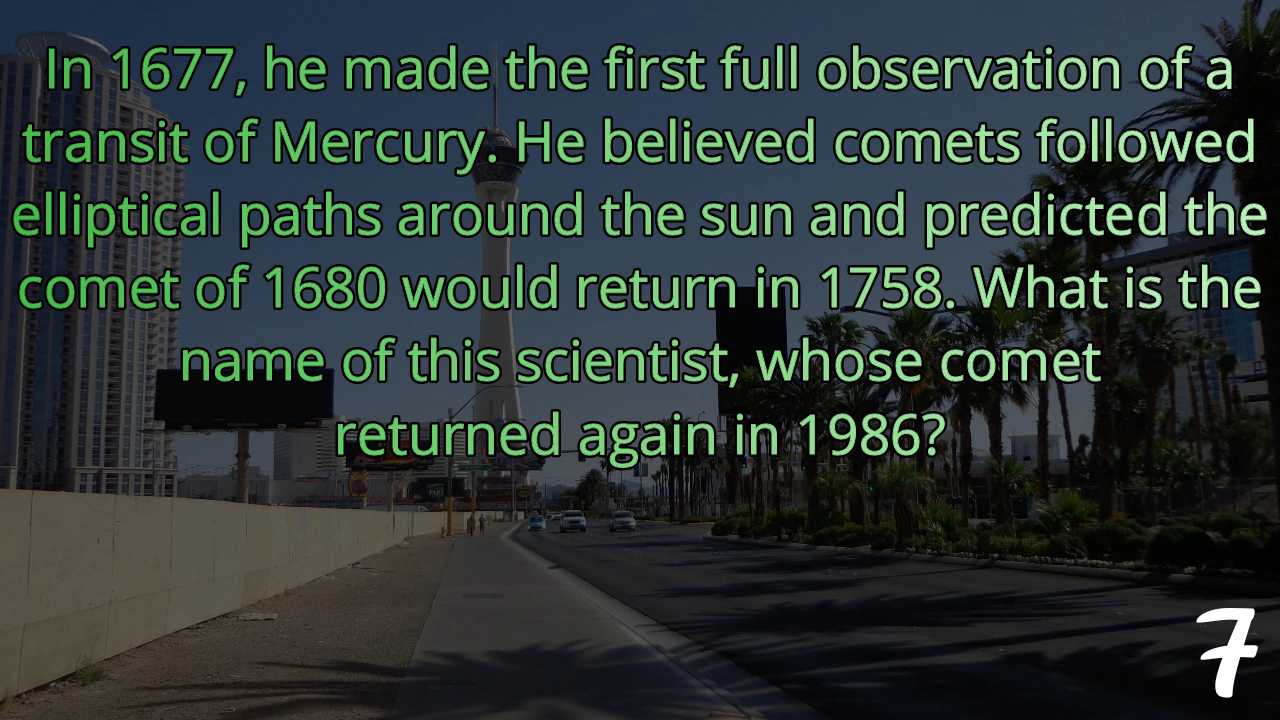 In 1677, he made the first full observation of a
transit of Mercury. He believed comets followed
elliptical paths around the sun and predicted the
comet of 1680 would return in 1758. What is the
name of this scientist, whose comet
returned again in 1986?
7